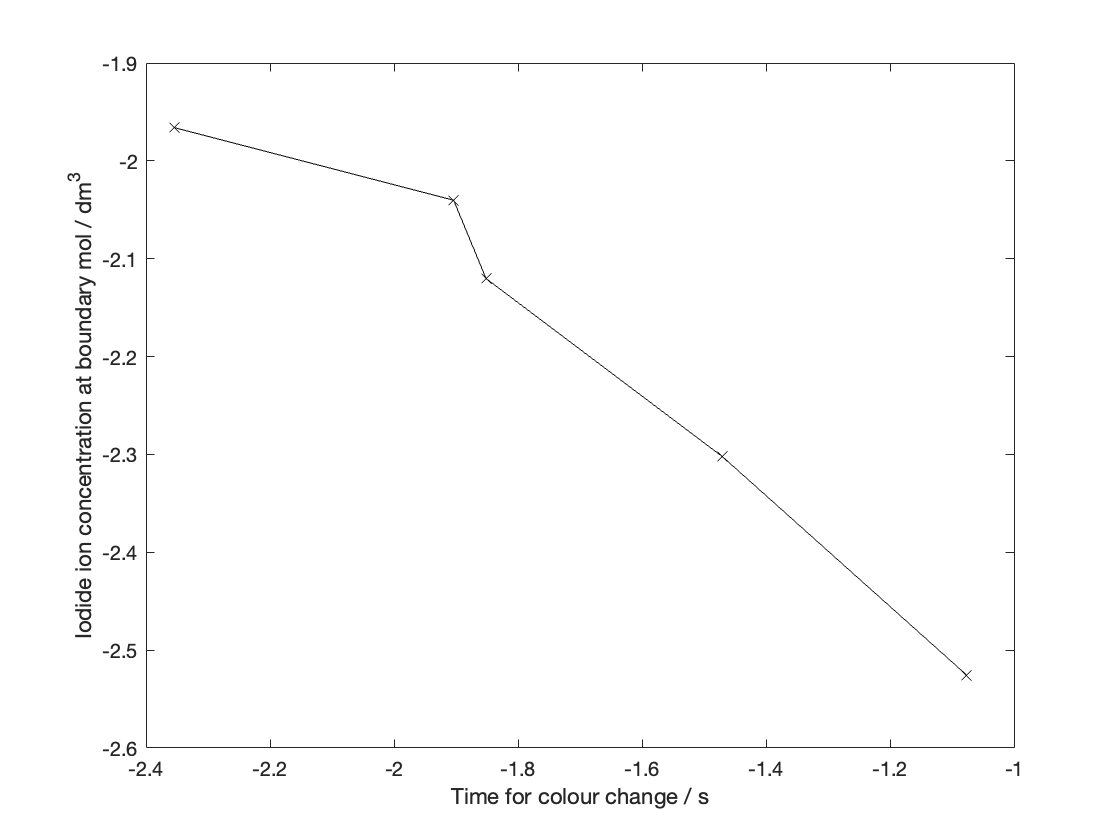 -1.9
-2
-2.1
-2.2
-2.3
-2.4
-2.5
-2.6
Iodide ion concentration at boundary mol / dm³
-2.4 -2.2 -2 -1.8 -1.6 -1.4 -1.2 -1
Time for colour change / s